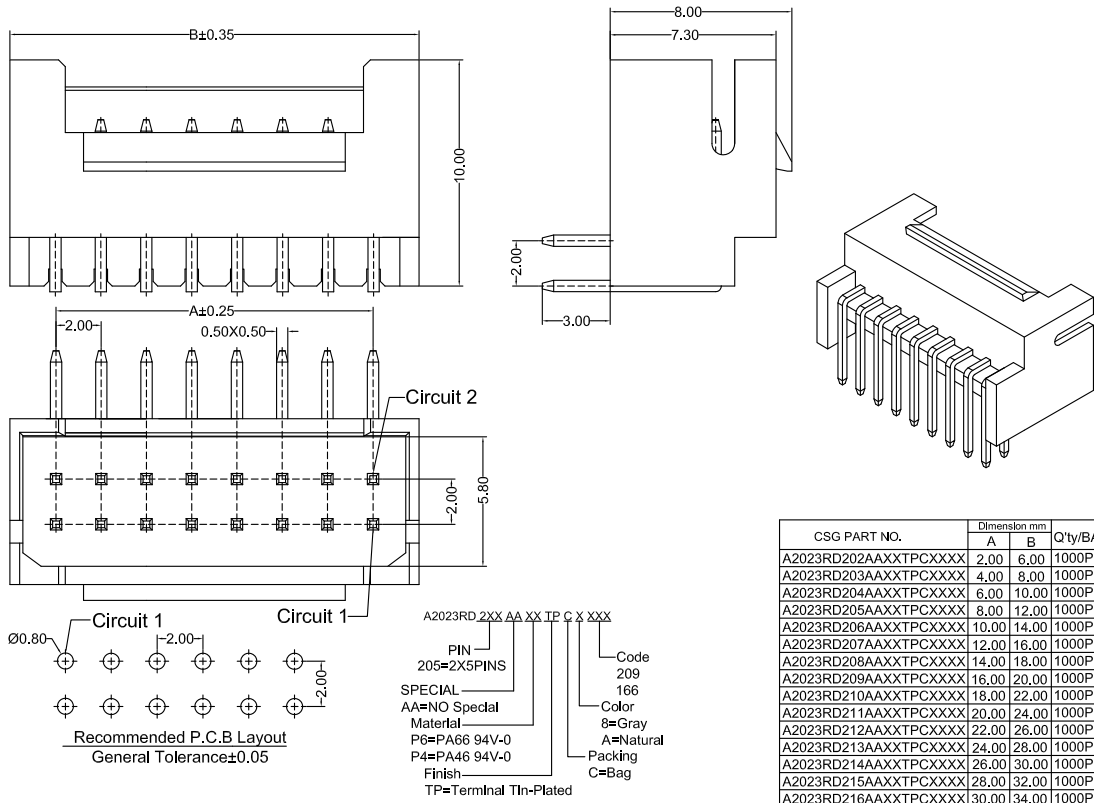 B±0.35
10.00
8.00
7.30
2.00
3.00
A±0.25
2.00
0.50X0.50
Circuit 2
2.00
5.80
Circuit 1
Circuit 1
Ø0.80
2.00
2.00
Recommended P.C.B Layout
General Tolerance±0.05
A2023RD 2XX AA XX TP C X XXX
PIN
205=2X5PINS
SPECIAL
AA=NO Special
Material
P6=PA66 94V-0
P4=PA46 94V-0
Finish
TP=Terminal Tin-Plated
Code
209
166
Color
8=Gray
A=Natural
Packing
C=Bag
CSG PART NO. Dimension mm Q'ty/BA
A B
A2023RD202AAXXTPCXXXX 2.00 6.00 1000P
A2023RD203AAXXTPCXXXX 4.00 8.00 1000P
A2023RD204AAXXTPCXXXX 6.00 10.00 1000P
A2023RD205AAXXTPCXXXX 8.00 12.00 1000P
A2023RD206AAXXTPCXXXX 10.00 14.00 1000P
A2023RD207AAXXTPCXXXX 12.00 16.00 1000P
A2023RD208AAXXTPCXXXX 14.00 18.00 1000P
A2023RD209AAXXTPCXXXX 16.00 20.00 1000P
A2023RD210AAXXTPCXXXX 18.00 22.00 1000P
A2023RD211AAXXTPCXXXX 20.00 24.00 1000P
A2023RD212AAXXTPCXXXX 22.00 26.00 1000P
A2023RD213AAXXTPCXXXX 24.00 28.00 1000P
A2023RD214AAXXTPCXXXX 26.00 30.00 1000P
A2023RD215AAXXTPCXXXX 28.00 32.00 1000P
A2023RD216AAXXTPCXXXX 30.00 34.00 1000P